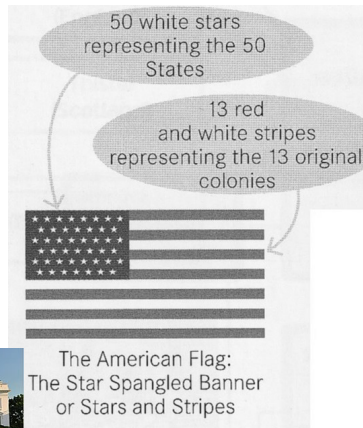 50 white stars
representing the 50
States
13 red
and white stripes
representing the 13 original
colonies
The American Flag:
The Star Spangled Banner
or Stars and Stripes